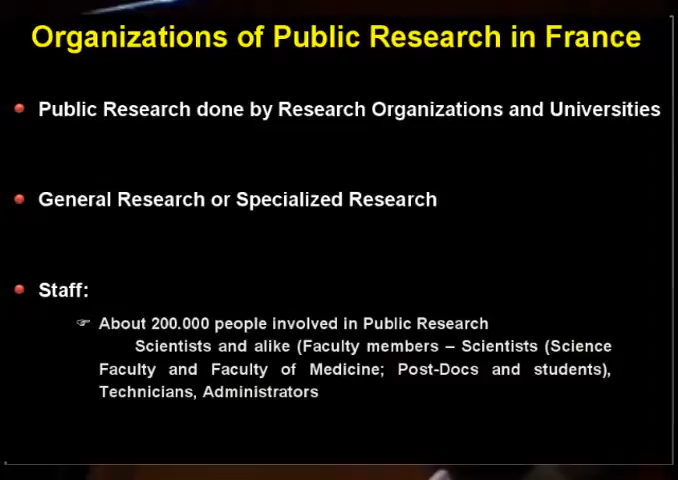 Organizations of Public Research in France
Public Research done by Research Organizations and Universities
General Research or Specialized Research
Staff:
About 200.000 people involved in Public Research
Scientists and alike (Faculty members – Scientists (Science
Faculty and Faculty of Medicine; Post-Docs and students),
Technicians, Administrators